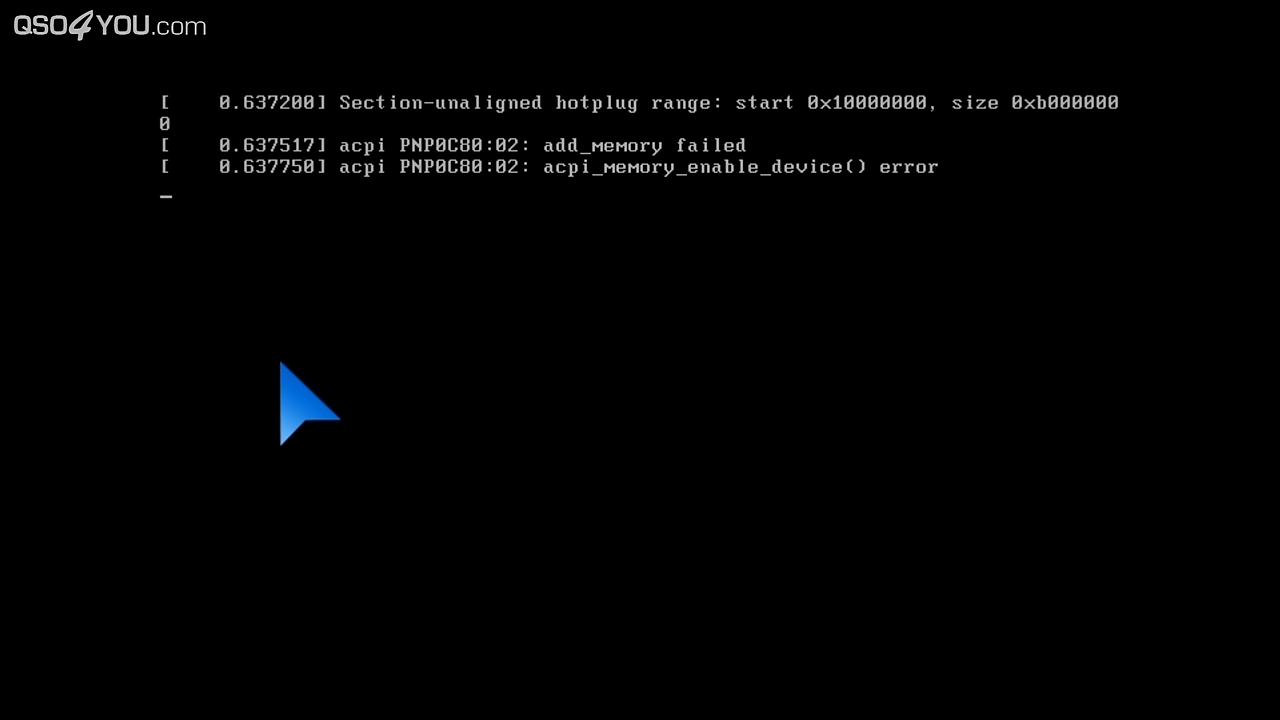 QSO4YOU.com
[    0.637200] Section-unaligned hotplug range: start 0x10000000, size 0xb000000
0
[    0.637517] acpi PNP0C80:02: add_memory failed
[    0.637750] acpi PNP0C80:02: acpi_memory_enable_device() error